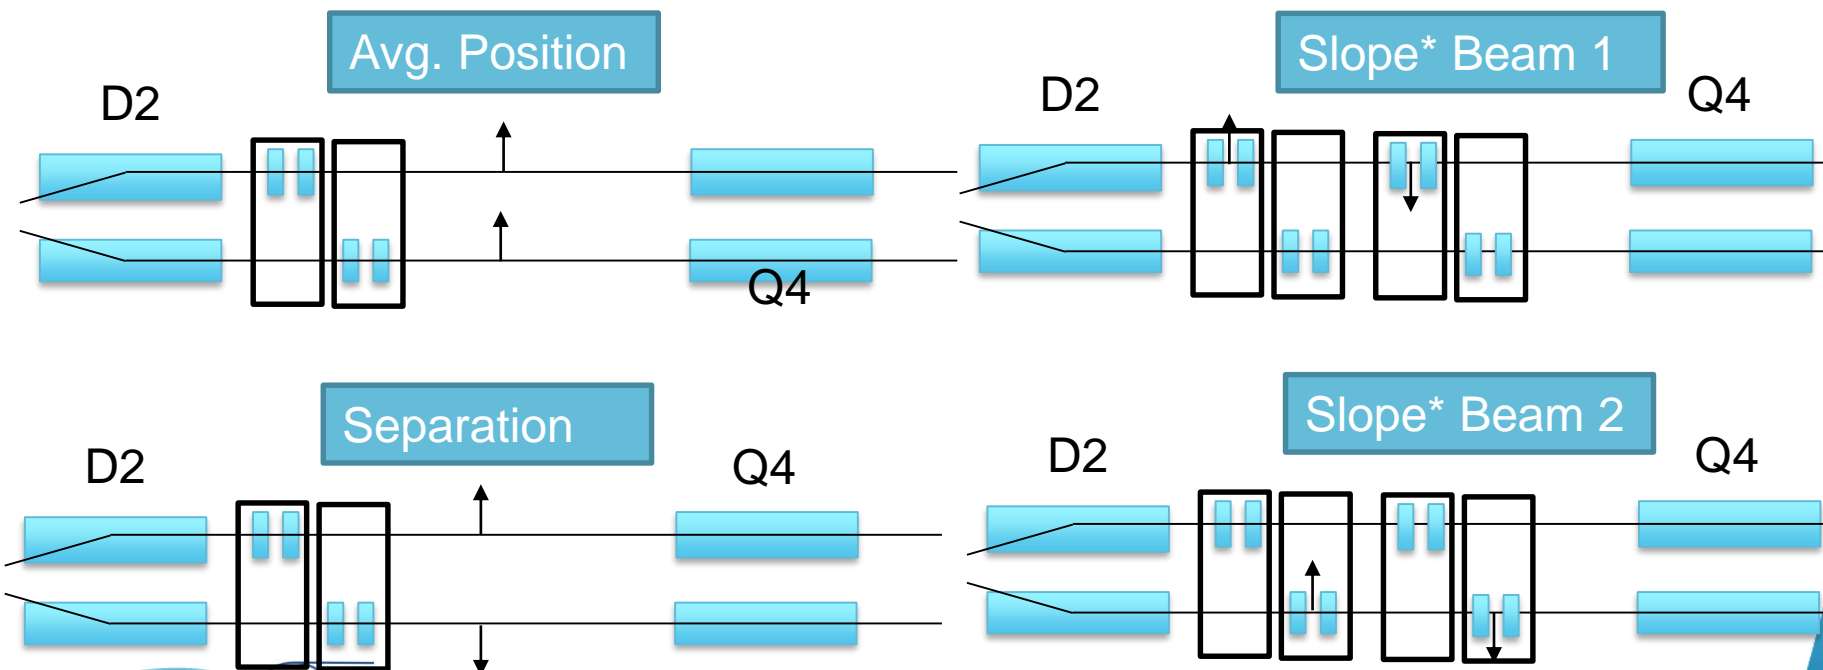 Avg. Position
D2
Q4
Slope* Beam 1
D2
Q4
Separation
D2
Q4
Slope* Beam 2
D2
Q4